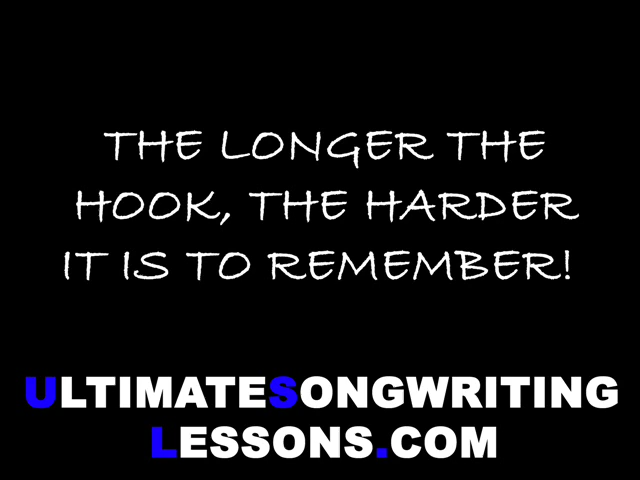 THE LONGER THE
HOOK, THE HARDER
IT IS TO REMEMBER!
ULTIMATESONGWRITING
LESSONS.COM